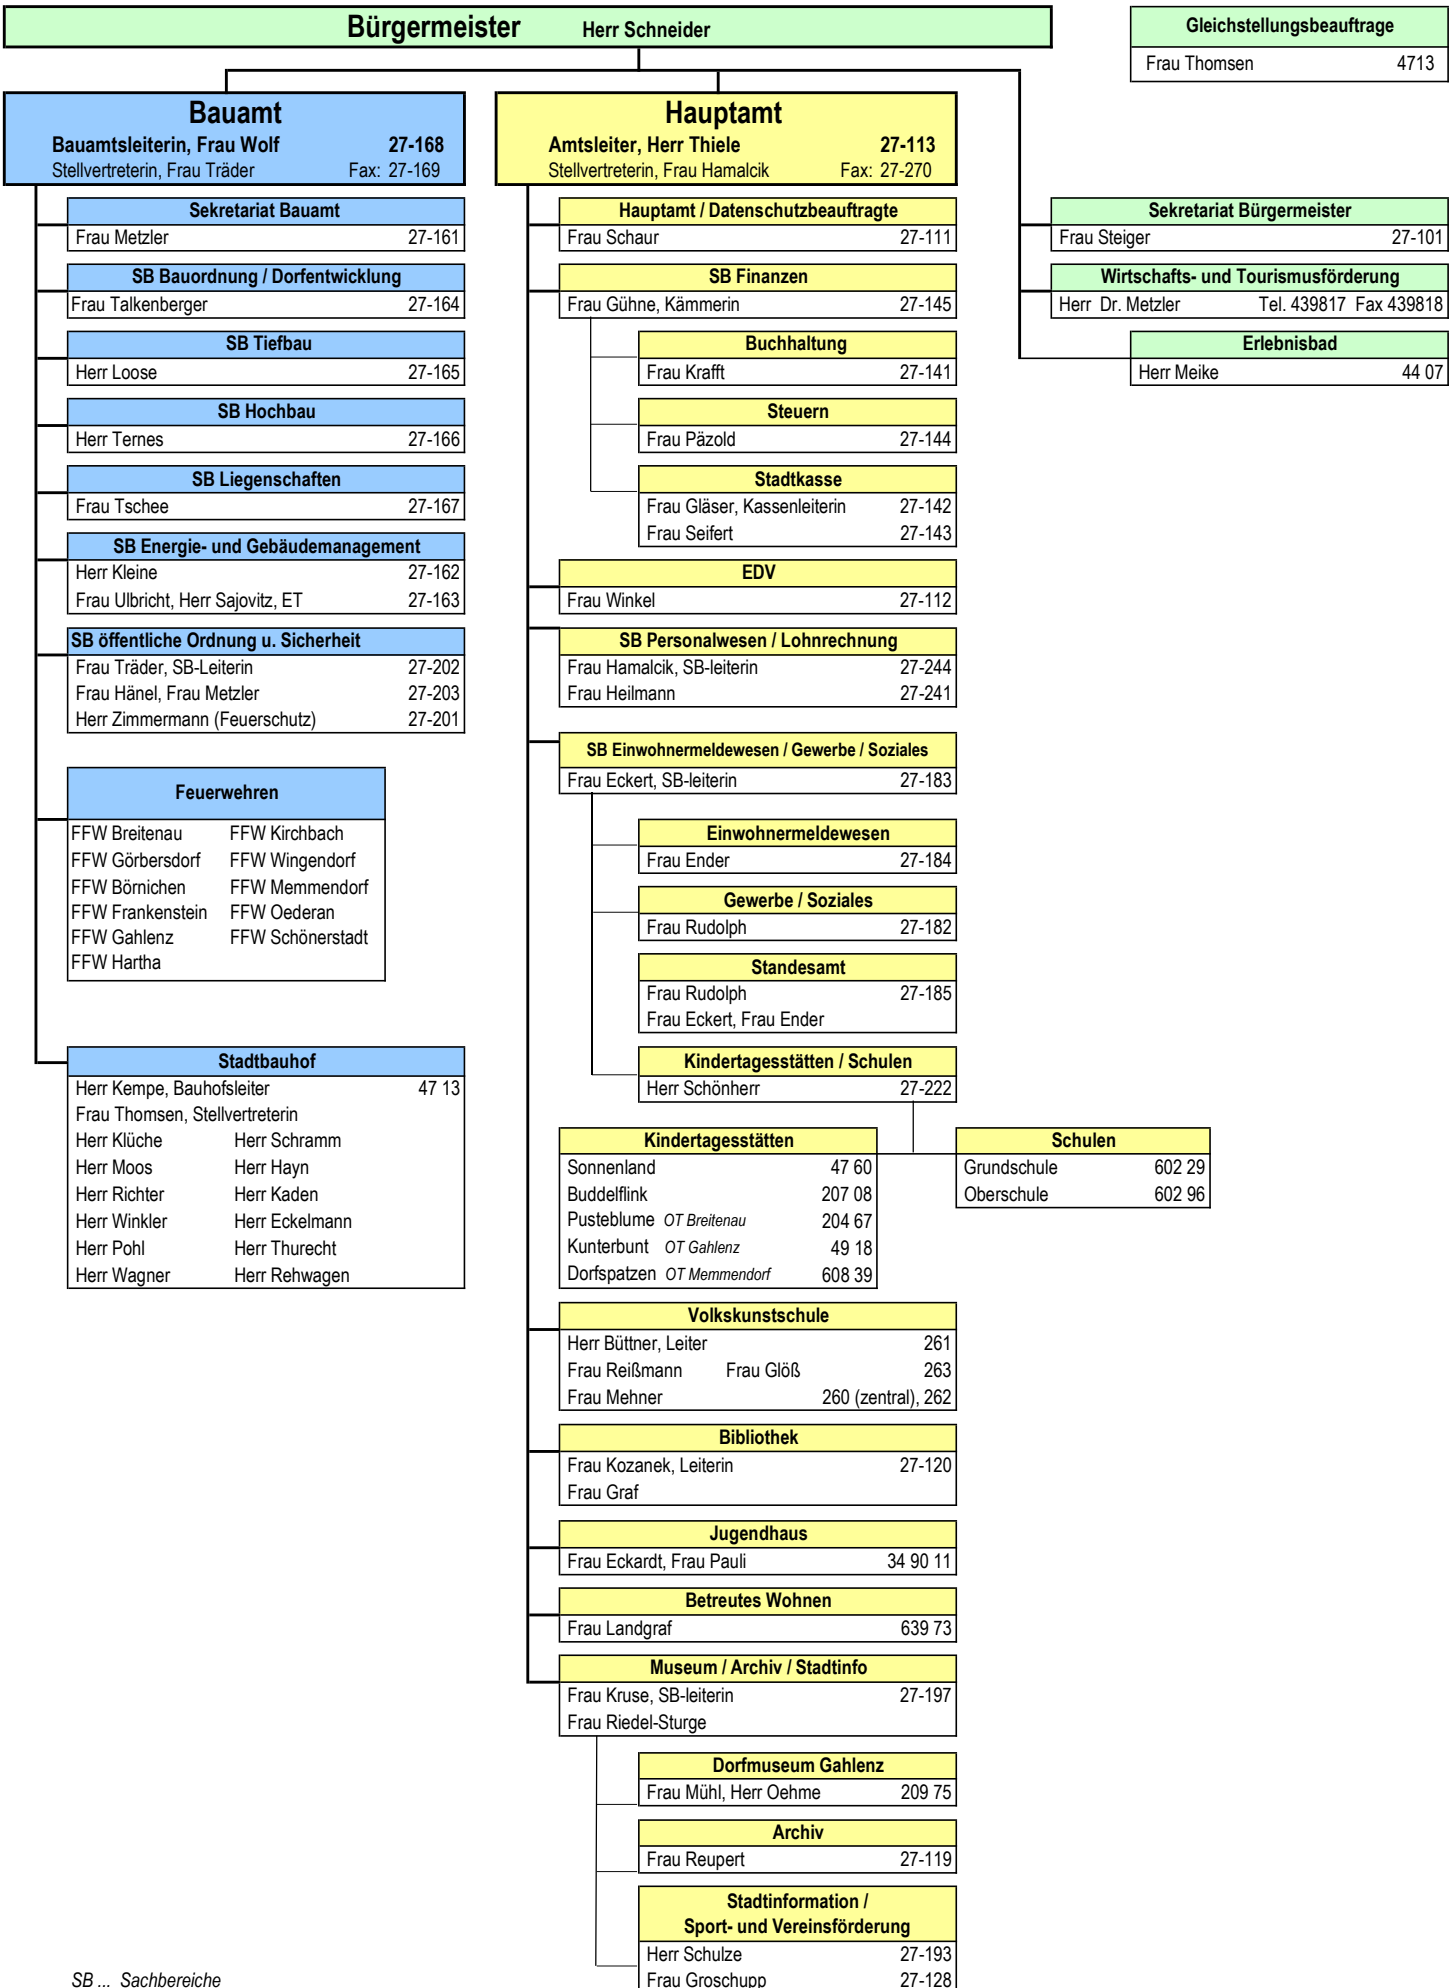 Bürgermeister Herr Schneider
Gleichstellungsbeauftrage
Frau Thomsen 4713
Bauamt
Bauamtsleiterin, Frau Wolf 27-168
Stellvertreterin, Frau Träder Fax: 27-169
Sekretariat Bauamt
Frau Metzler 27-161
SB Bauordnung / Dorfentwicklung
Frau Talkenberger 27-164
SB Tiefbau
Herr Loose 27-165
SB Hochbau
Herr Ternes 27-166
SB Liegenschaften
Frau Tschee 27-167
SB Energie- und Gebäudemanagement
Herr Kleine 27-162
Frau Ulbricht, Herr Sajovitz, ET 27-163
SB öffentliche Ordnung u. Sicherheit
Frau Träder, SB-Leiterin 27-202
Frau Hänel, Frau Metzler 27-203
Herr Zimmermann (Feuerschutz) 27-201
Feuerwehren
FFW Breitenau FFW Kirchbach
FFW Görbersdorf FFW Wingendorf
FFW Börnichen FFW Memmendorf
FFW Frankenstein FFW Oederan
FFW Gahlenz FFW Schönerstadt
FFW Hartha
Stadtbauhof
Herr Kempe, Bauhofsleiter 47 13
Frau Thomsen, Stellvertreterin
Herr Klüche Herr Schramm
Herr Moos Herr Hayn
Herr Richter Herr Kaden
Herr Winkler Herr Eckelmann
Herr Pohl Herr Thurecht
Herr Wagner Herr Rehwagen
Hauptamt
Amtsleiter, Herr Thiele 27-113
Stellvertreterin, Frau Hamalcik Fax: 27-270
Hauptamt / Datenschutzbeauftragte
Frau Schaur 27-111
SB Finanzen
Frau Gühne, Kämmerin 27-145
Buchhaltung
Frau Krafft 27-141
Steuern
Frau Päzold 27-144
Stadtkasse
Frau Gläser, Kassenleiterin 27-142
Frau Seifert 27-143
EDV
Frau Winkel 27-112
SB Personalwesen / Lohnrechnung
Frau Hamalcik, SB-leiterin 27-244
Frau Heilmann 27-241
SB Einwohnermeldewesen / Gewerbe / Soziales
Frau Eckert, SB-leiterin 27-183
Einwohnermeldewesen
Frau Ender 27-184
Gewerbe / Soziales
Frau Rudolph 27-182
Standesamt
Frau Rudolph 27-185
Frau Eckert, Frau Ender
Kindertagesstätten / Schulen
Herr Schönherr 27-222
Kindertagesstätten
Sonnenland 47 60
Buddelflink 207 08
Pusteblume OT Breitenau 204 67
Kunterbunt OT Gahlenz 49 18
Dorfspatzen OT Memmendorf 608 39
Schulen
Grundschule 602 29
Oberschule 602 96
Volkskunstschule
Herr Büttner, Leiter 261
Frau Reißmann Frau Glöß 263
Frau Mehner 260 (zentral), 262
Bibliothek
Frau Kozanek, Leiterin 27-120
Frau Graf
Jugendhaus
Frau Eckardt, Frau Pauli 34 90 11
Betreutes Wohnen
Frau Landgraf 639 73
Museum / Archiv / Stadtinfo
Frau Kruse, SB-leiterin 27-197
Frau Riedel-Sturge
Dorfmuseum Gahlenz
Frau Mühl, Herr Oehme 209 75
Archiv
Frau Reupert 27-119
Stadtinformation /
Sport- und Vereinsförderung
Herr Schulze 27-193
Frau Groschupp 27-128
Sekretariat Bürgermeister
Frau Steiger 27-101
Wirtschafts- und Tourismusförderung
Herr Dr. Metzler Tel. 439817 Fax 439818
Erlebnisbad
Herr Meike 44 07
SB ... Sachbereiche